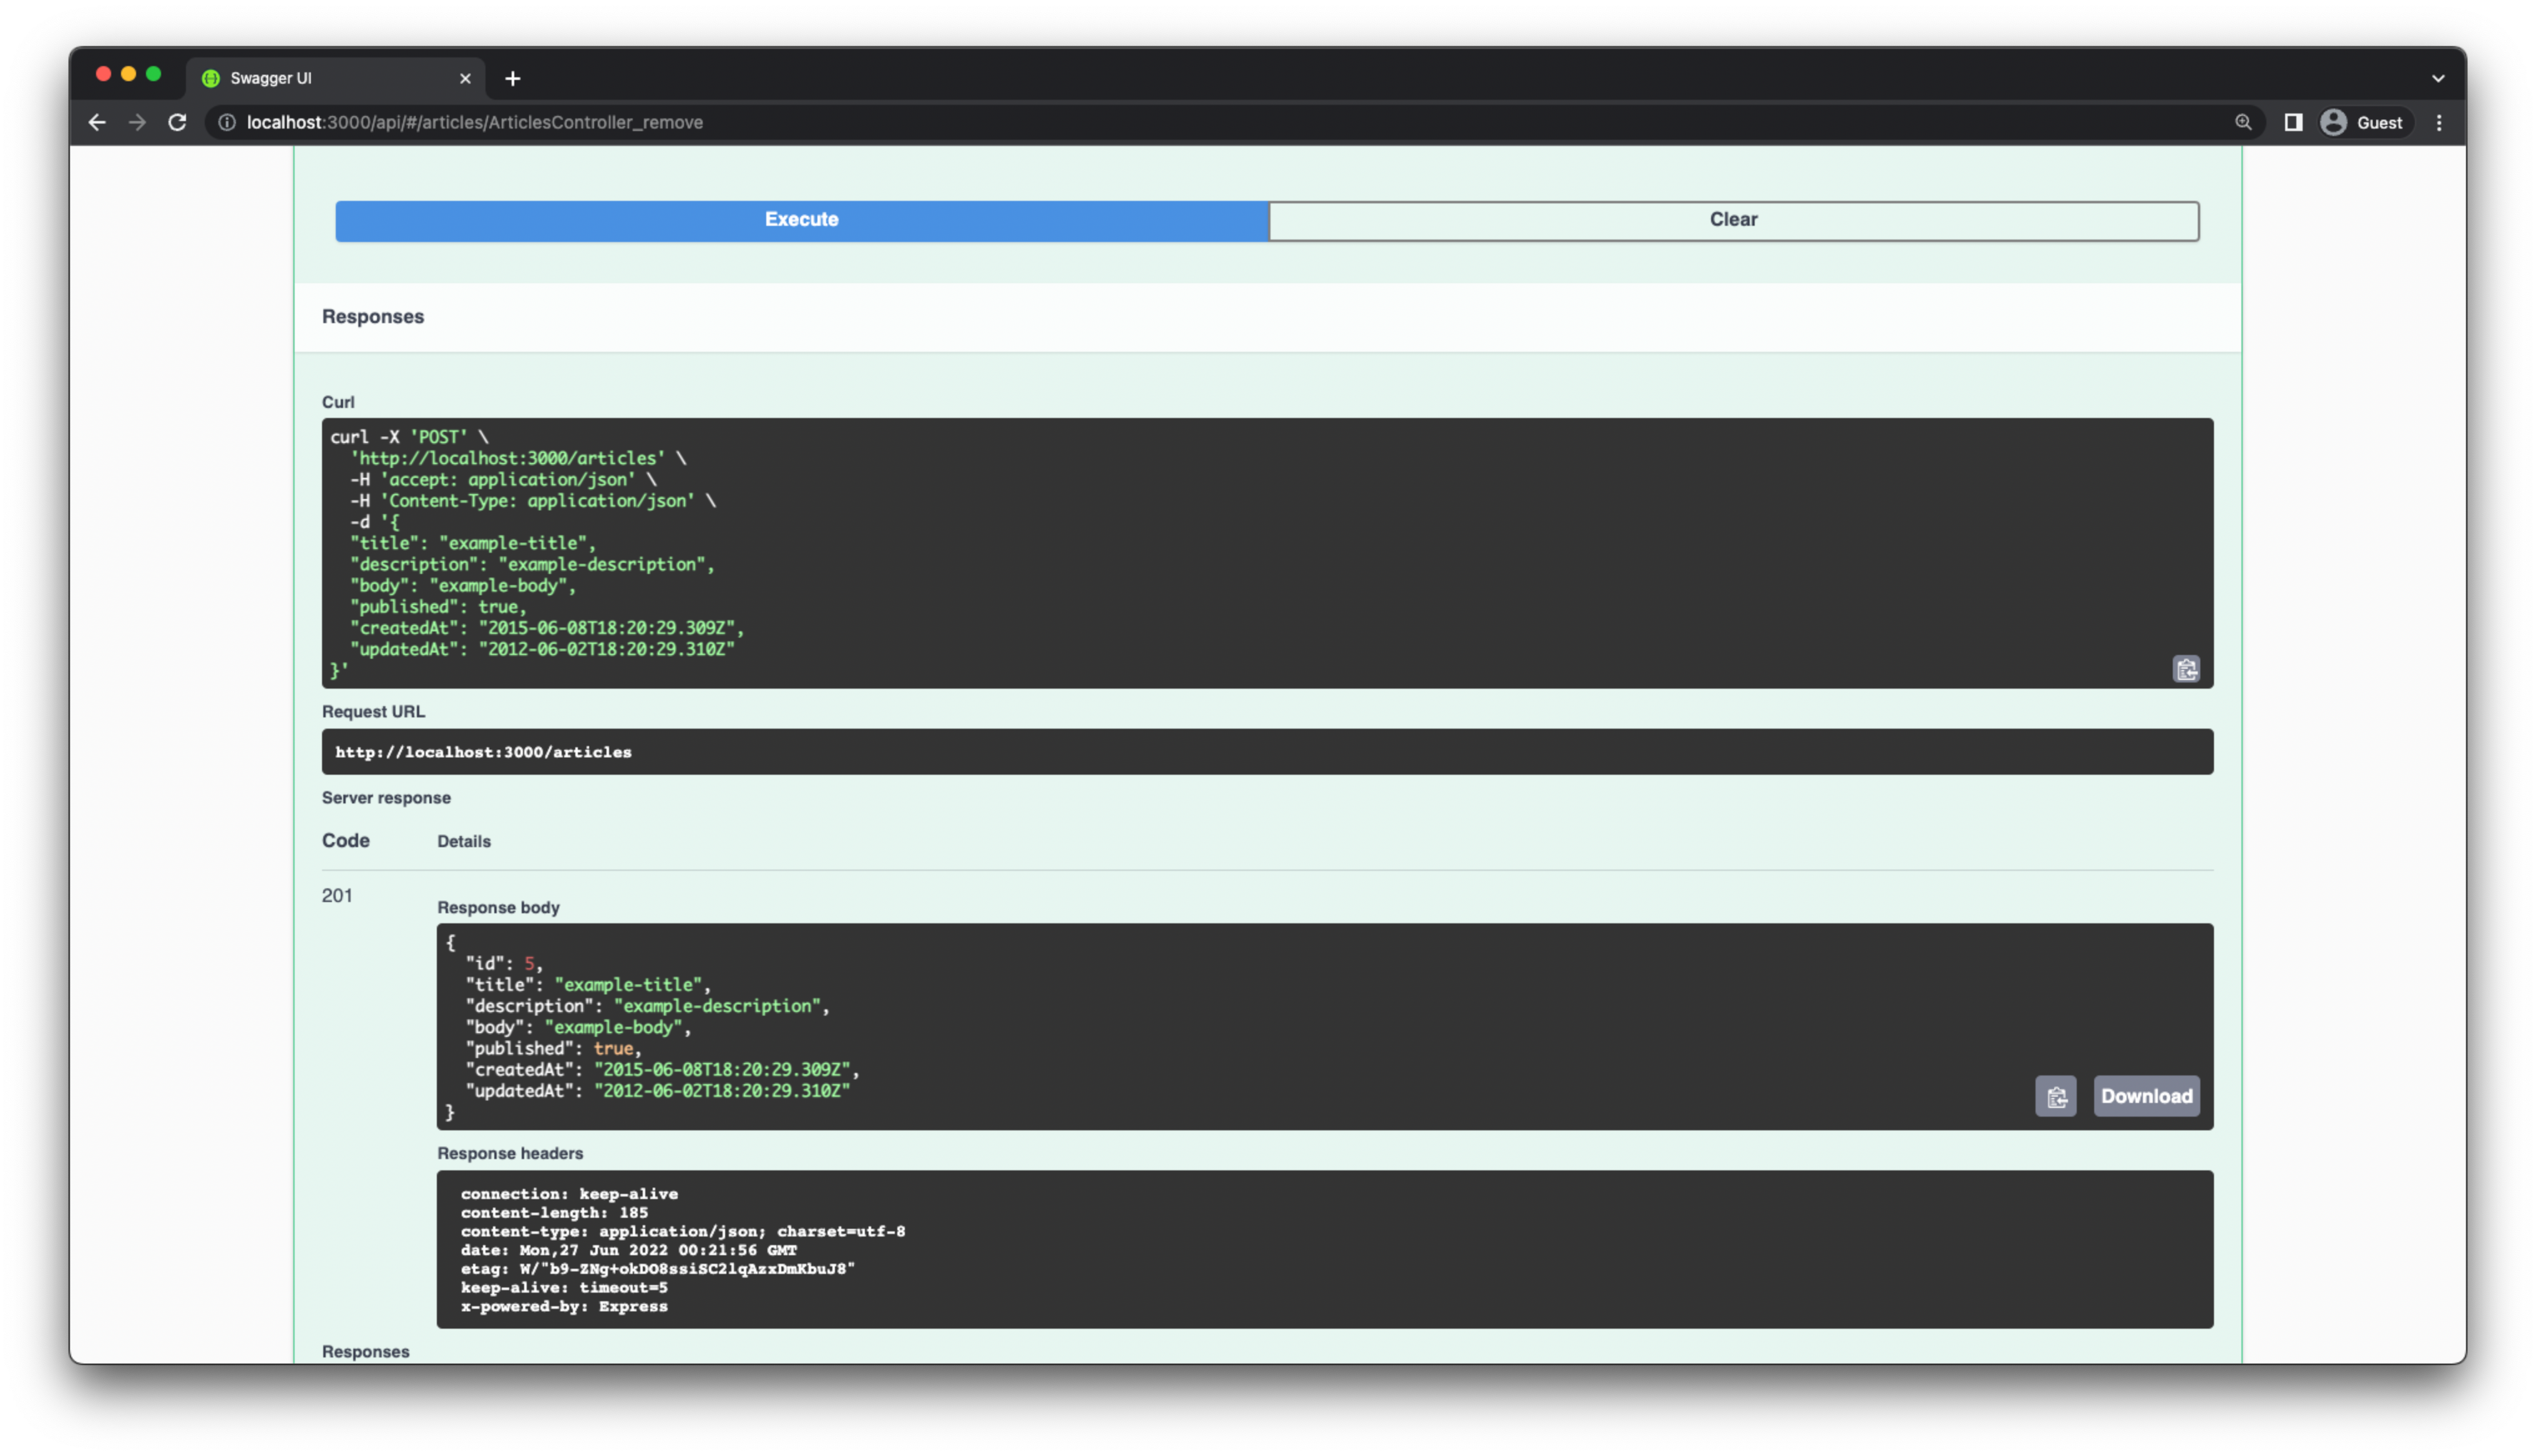 Swagger UI
localhost:3000/api/#/articles/ArticlesController_remove
Guest
Execute
Clear
Responses
Curl
curl -X 'POST' \
'http://localhost:3000/articles' \
-H 'accept: application/json' \
-H 'Content-Type: application/json' \
-d '{
"title": "example-title",
"description": "example-description",
"body": "example-body",
"published": true,
"createdAt": "2015-06-08T18:20:29.309Z",
"updatedAt": "2012-06-02T18:20:29.310Z"
}'
Request URL
http://localhost:3000/articles
Server response
Code Details
201
Response body
{
"id": 5,
"title": "example-title",
"description": "example-description",
"body": "example-body",
"published": true,
"createdAt": "2015-06-08T18:20:29.309Z",
"updatedAt": "2012-06-02T18:20:29.310Z"
}
Download
Response headers
connection: keep-alive
content-length: 185
content-type: application/json; charset=utf-8
date: Mon,27 Jun 2022 00:21:56 GMT
etag: W/"b9-ZNg+okDO8ssiSC2lqAzxDmKbuJ8"
keep-alive: timeout=5
x-powered-by: Express
Responses